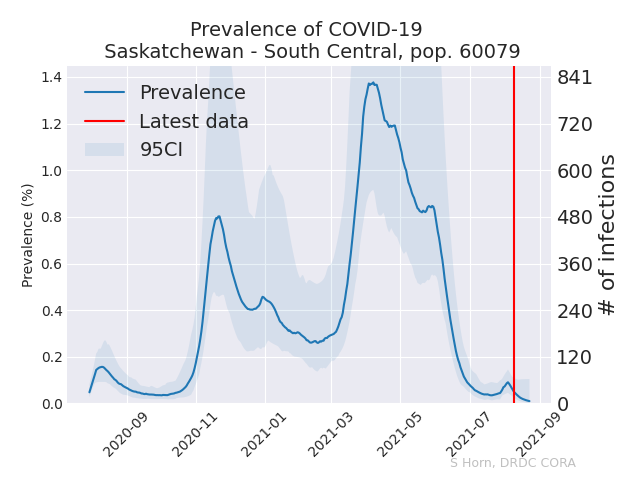 Prevalence of COVID-19
Saskatchewan - South Central, pop. 60079
Prevalence
Latest data
95CI
Prevalence (%)
1.4
1.2
1.0
0.8
0.6
0.4
0.2
0.0
841
720
600
480
360
240
120
0
# of infections
2020-09
2020-11
2021-01
2021-03
2021-05
2021-07
2021-09
S Horn, DRDC CORA